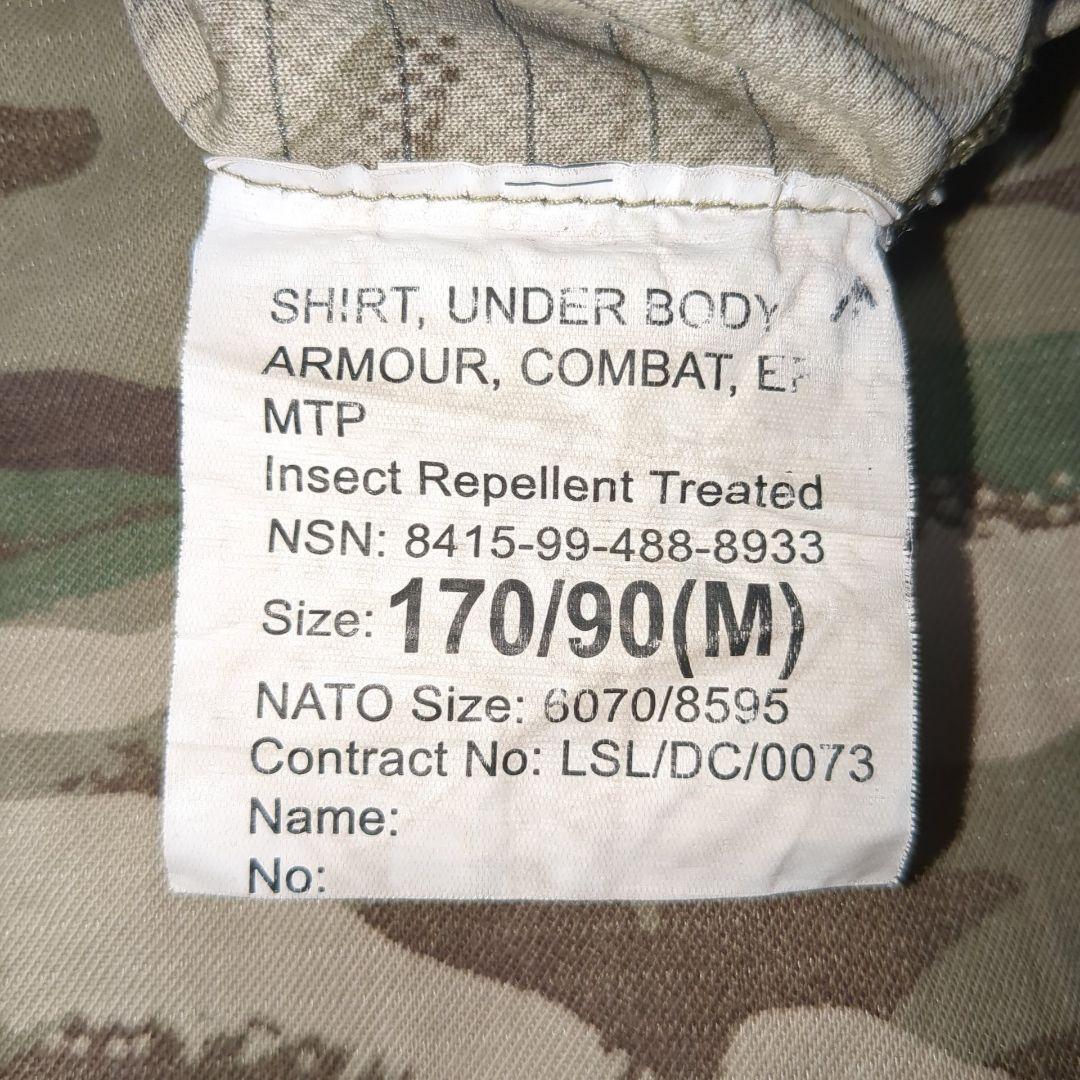 SHIRT, UNDER BODY
ARMOUR, COMBAT,
MTP
Insect Repellent Treated
NSN: 8415-99-488-8933
Size: 170/90(M)
NATO Size: 6070/8595
Contract No: LSL/DC/0073
Name:
No: